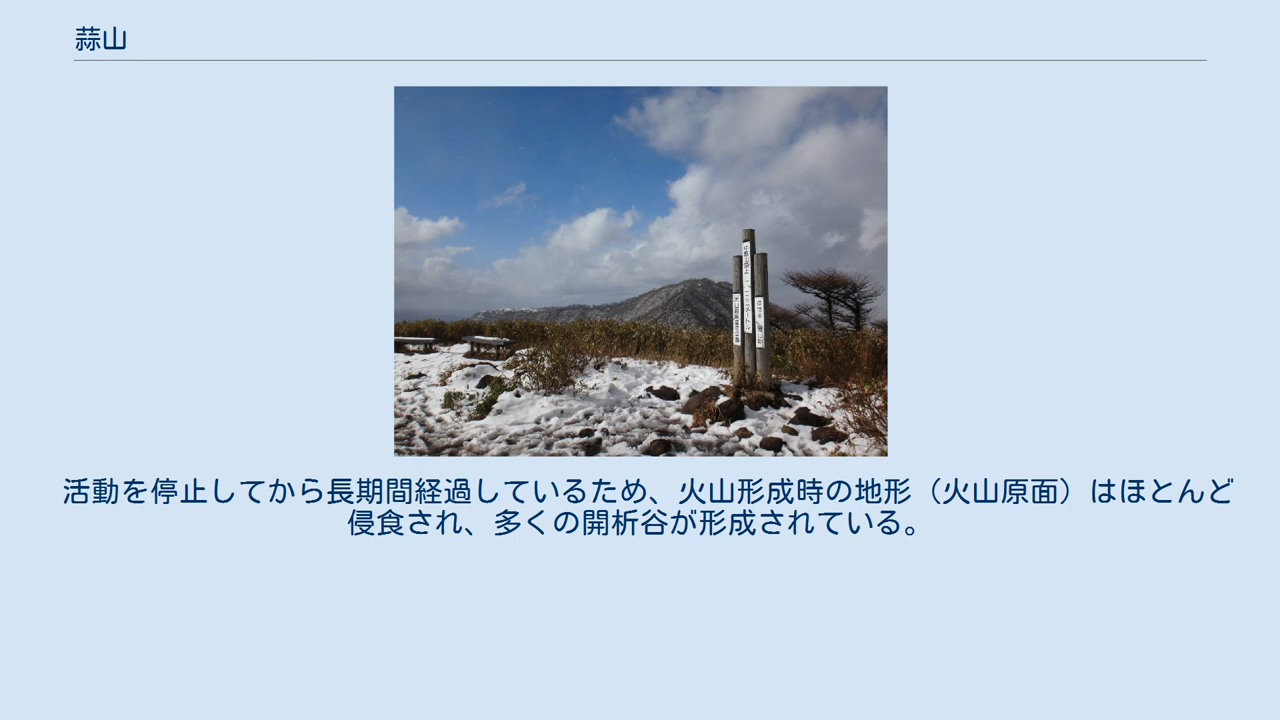 蒜山
活動を停止してから長期間経過しているため、火山形成時の地形（火山原面）はほとんど
侵食され、多くの開析谷が形成されている。